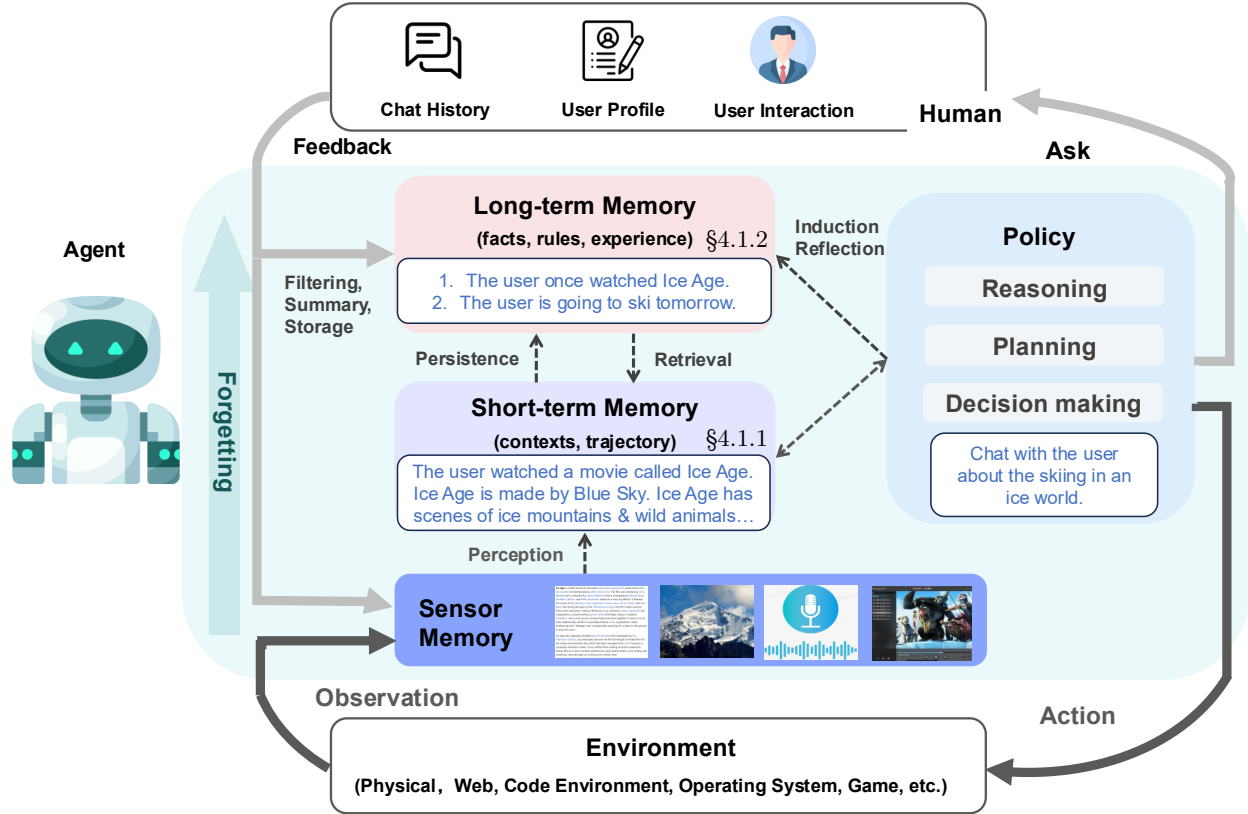 Chat History
User Profile
User Interaction
Human
Feedback
Ask
Agent
Forgetting
Long-term Memory
(facts, rules, experience) §4.1.2
1. The user once watched Ice Age.
2. The user is going to ski tomorrow.
Filtering,
Summary,
Storage
Induction
Reflection
Persistence
Retrieval
Short-term Memory
(contexts, trajectory) §4.1.1
The user watched a movie called Ice Age.
Ice Age is made by Blue Sky. Ice Age has
scenes of ice mountains & wild animals…
Policy
Reasoning
Planning
Decision making
Chat with the user
about the skiing in an
ice world.
Perception
Sensor
Memory
Observation
Action
Environment
(Physical, Web, Code Environment, Operating System, Game, etc.)